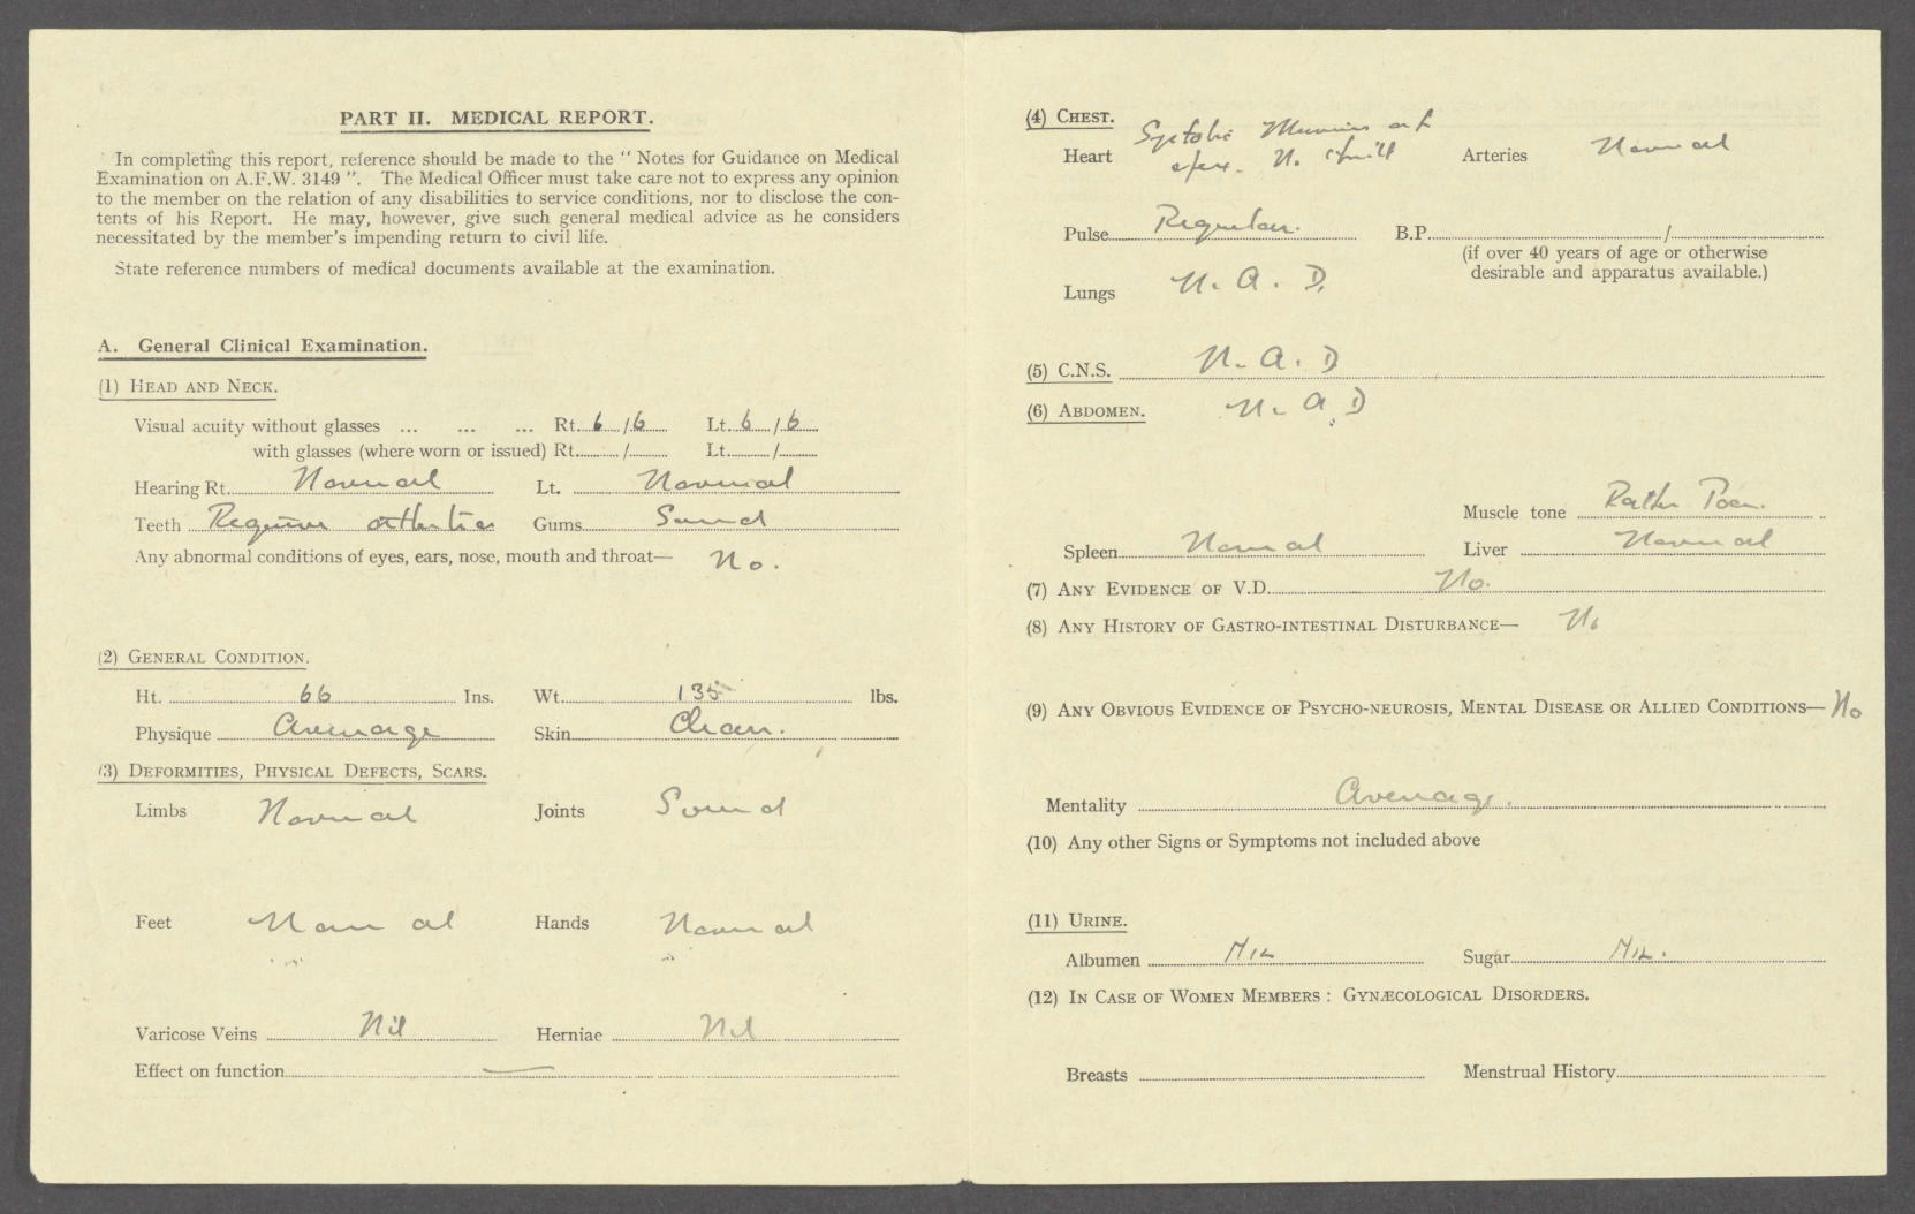 PART II. MEDICAL REPORT.
In completing this report, reference should be made to the “ Notes for Guidance on Medical
Examination on A.F.W. 3149 ”. The Medical Officer must take care not to express any opinion
to the member on the relation of any disabilities to service conditions, nor to disclose the con-
tents of his Report. He may, however, give such general medical advice as he considers
necessitated by the member's impending return to civil life.
State reference numbers of medical documents available at the examination.
A. General Clinical Examination.
(1) HEAD AND NECK.
Visual acuity without glasses ... ... ... Rt. 6 / 6 Lt. 6 / 6
with glasses (where worn or issued) Rt. / Lt. /
Hearing Rt. Normal Lt. Normal
Teeth Gums Sound
Any abnormal conditions of eyes, ears, nose, mouth and throat— No.
(2) GENERAL CONDITION.
Ht. 66 Ins. Wt. 135 lbs.
Physique Average Skin Clean.
(3) DEFORMITIES, PHYSICAL DEFECTS, SCARS.
Limbs Normal Joints Sound
Feet Normal Hands Normal
Varicose Veins Nil Herniae Nil
Effect on function —
(4) CHEST.
Heart Systolic Murmur at Arteries Normal
apex. N. thrill
Pulse Regular. B.P. /
(if over 40 years of age or otherwise
desirable and apparatus available.)
Lungs N. A. D.
(5) C.N.S. N. A. D
(6) ABDOMEN. N. A. D
Muscle tone Rather Poor.
Spleen Normal Liver Normal
(7) ANY EVIDENCE OF V.D. No.
(8) ANY HISTORY OF GASTRO-INTESTINAL DISTURBANCE— No
(9) ANY OBVIOUS EVIDENCE OF PSYCHO-NEUROSIS, MENTAL DISEASE OR ALLIED CONDITIONS— No
Mentality Average.
(10) Any other Signs or Symptoms not included above
(11) URINE.
Albumen NIL Sugar NIL.
(12) IN CASE OF WOMEN MEMBERS : GYNÆCOLOGICAL DISORDERS.
Breasts Menstrual History